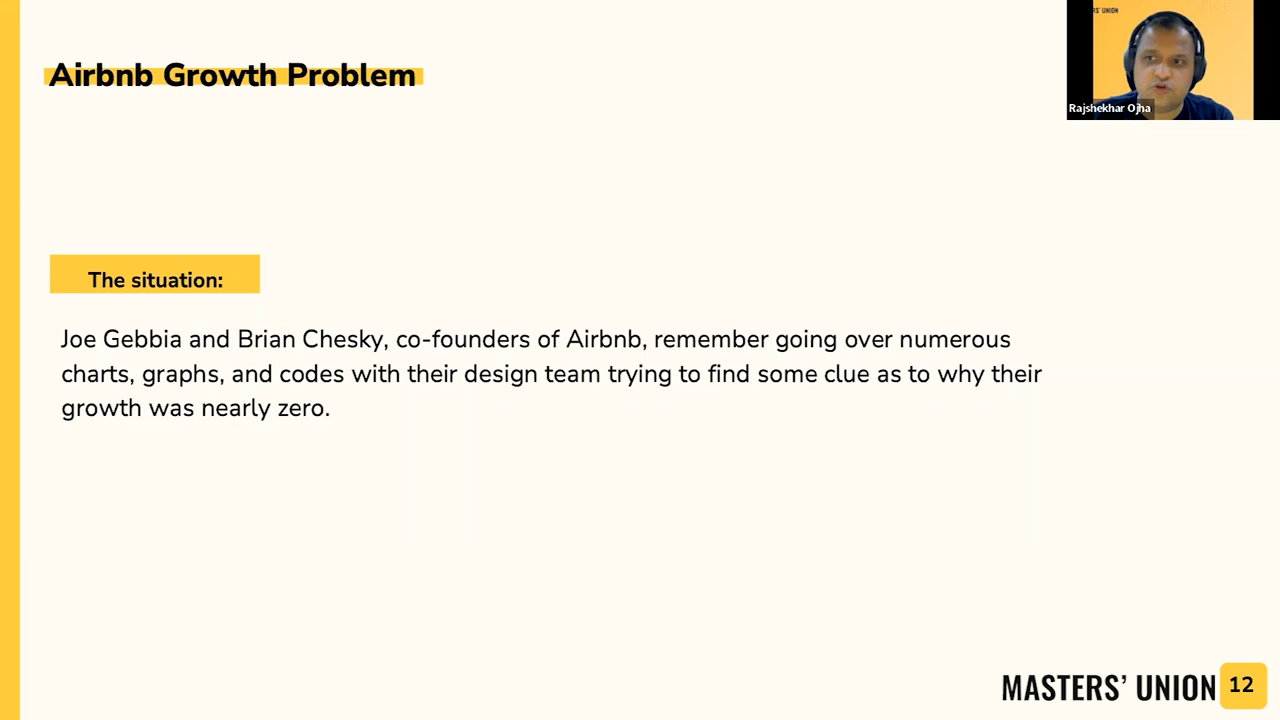 RS' UNION
Airbnb Growth Problem
Rajshekhar Ojha
The situation:
Joe Gebbia and Brian Chesky, co-founders of Airbnb, remember going over numerous
charts, graphs, and codes with their design team trying to find some clue as to why their
growth was nearly zero.
MASTERS' UNION 12